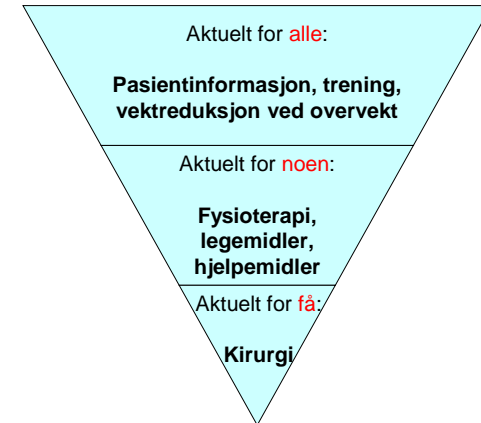 Aktuelt for alle:
Pasientinformasjon, trening,
vektreduksjon ved overvekt
Aktuelt for noen:
Fysioterapi,
legemidler,
hjelpemidler
Aktuelt for få:
Kirurgi